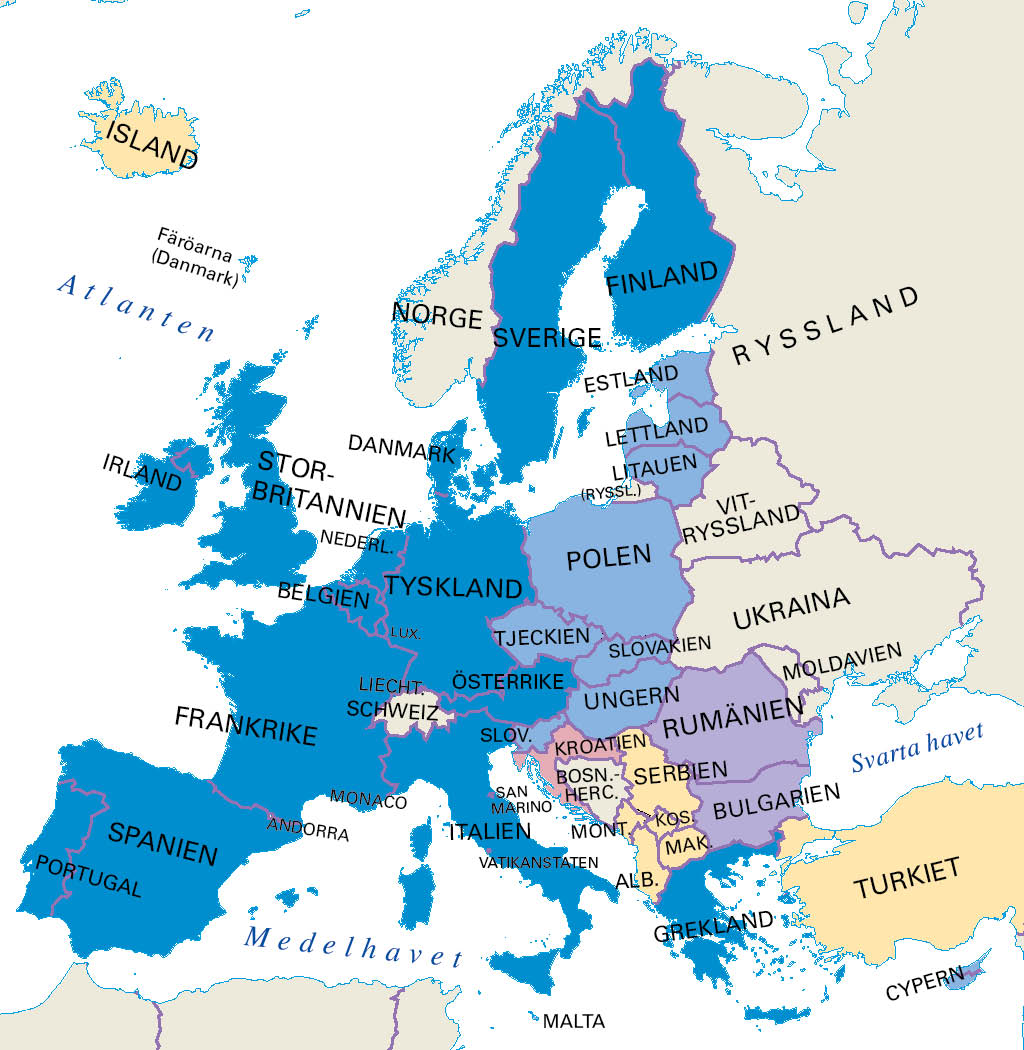 ISLAND
Färöarna
(Danmark)
Atlanten
NORGE
SVERIGE
FINLAND
RYSSLAND
ESTLAND
LETTLAND
LITAUEN
(RYSSL.)
DANMARK
IRLAND
STOR-
BRITANNIEN
NEDERL.
BELGIEN
LUX.
TYSKLAND
POLEN
VIT-
RYSSLAND
UKRAINA
TJECKIEN
SLOVAKIEN
MOLDAVIEN
LIECHT.
ÖSTERRIKE
SCHWEIZ
UNGERN
RUMÄNIEN
FRANKRIKE
SLOV.
KROATIEN
Svarta havet
BOSN.-
HERC.
SERBIEN
SAN
MARINO
MONACO
ANDORRA
BULGARIEN
ITALIEN
MONT.
KOS.
MAK.
SPANIEN
PORTUGAL
VATIKANSTATEN
ALB.
TURKIET
GREKLAND
Medelhavet
CYPERN
MALTA